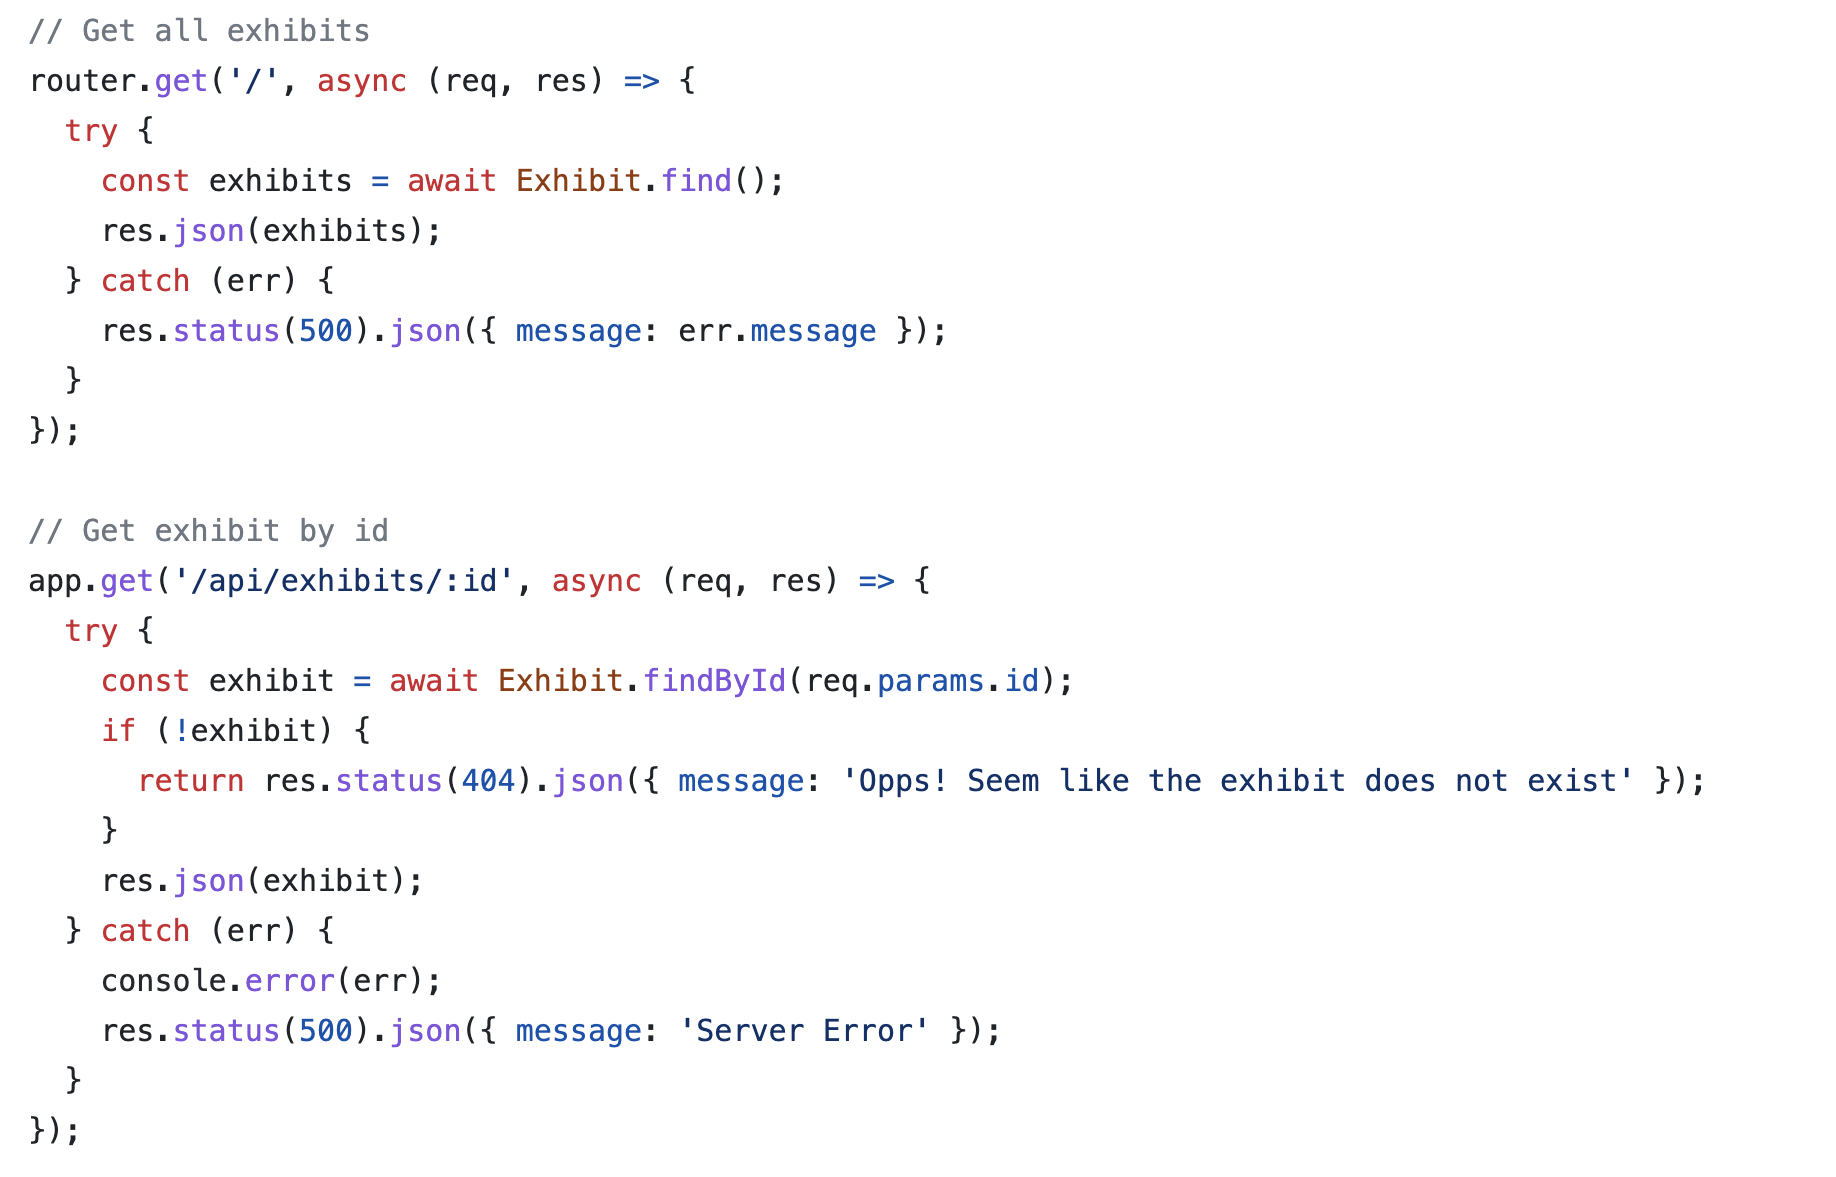 // Get all exhibits
router.get('/', async (req, res) => {
  try {
    const exhibits = await Exhibit.find();
    res.json(exhibits);
  } catch (err) {
    res.status(500).json({ message: err.message });
  }
});

// Get exhibit by id
app.get('/api/exhibits/:id', async (req, res) => {
  try {
    const exhibit = await Exhibit.findById(req.params.id);
    if (!exhibit) {
      return res.status(404).json({ message: 'Opps! Seem like the exhibit does not exist' });
    }
    res.json(exhibit);
  } catch (err) {
    console.error(err);
    res.status(500).json({ message: 'Server Error' });
  }
});